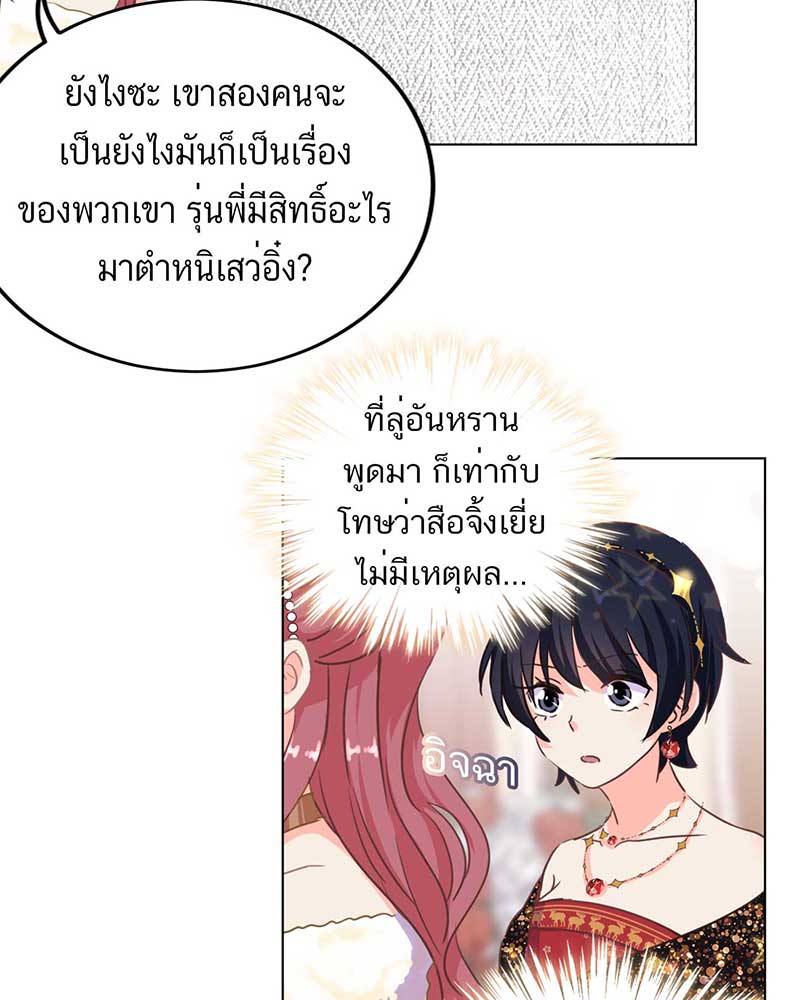 ยังไงซะ เขาสองคนจะ
เป็นยังไงมันก็เป็นเรื่อง
ของพวกเขา รุ่นพี่มีสิทธิ์อะไร
มาตำหนิเสว่อิ๋ง?
ที่ลู่อันหราน
พูดมา ก็เท่ากับ
โทษว่าสือจิ้งเยี่ย
ไม่มีเหตุผล...
อิจฉา